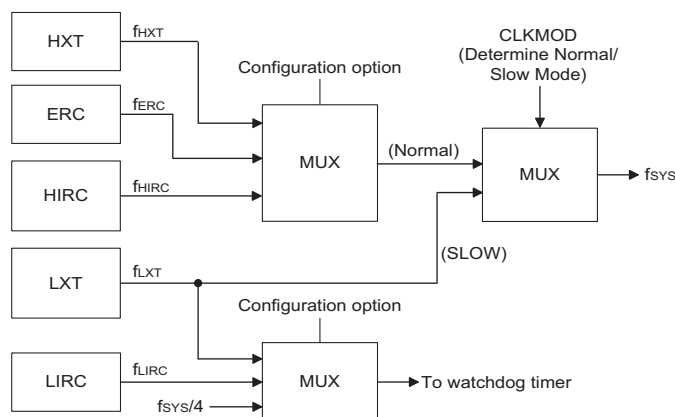 HXT
fHXT
CLKMOD
(Determine Normal/
Slow Mode)
Configuration option
ERC
fERC
MUX
(Normal)
MUX
fSYS
HIRC
fHIRC
(SLOW)
LXT
fLXT
Configuration option
LIRC
fLIRC
MUX
To watchdog timer
fSYS/4